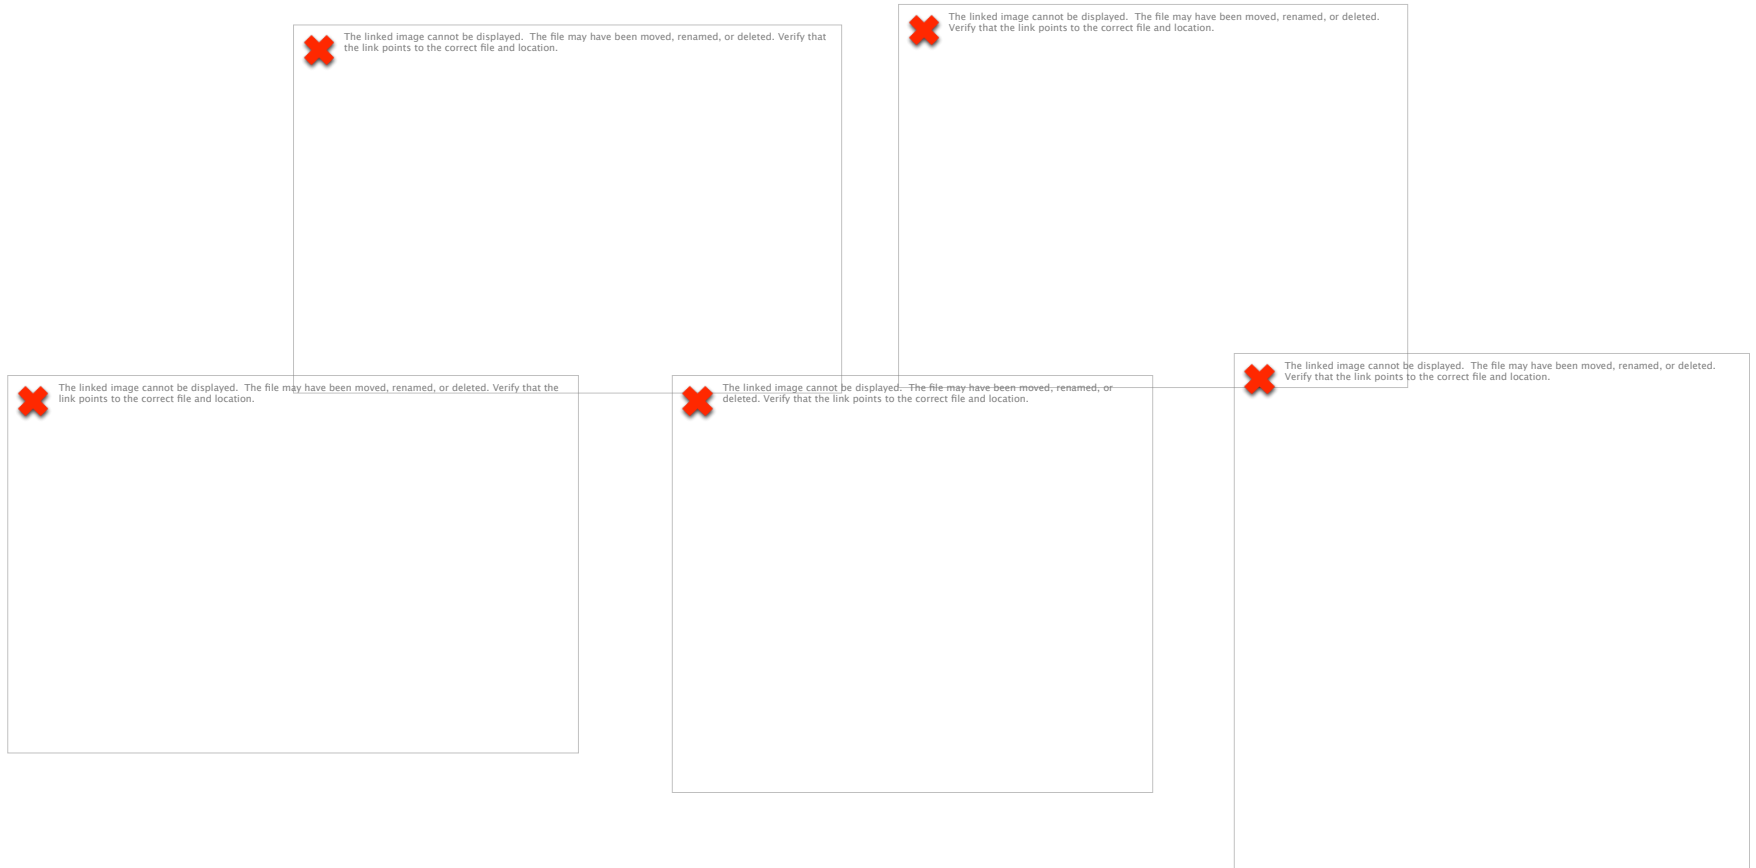 The linked image cannot be displayed.  The file may have been moved, renamed, or deleted. Verify that
the link points to the correct file and location.
The linked image cannot be displayed.  The file may have been moved, renamed, or deleted.
Verify that the link points to the correct file and location.
The linked image cannot be displayed.  The file may have been moved, renamed, or deleted. Verify that the
link points to the correct file and location.
The linked image cannot be displayed.  The file may have been moved, renamed, or
deleted. Verify that the link points to the correct file and location.
The linked image cannot be displayed.  The file may have been moved, renamed, or deleted.
Verify that the link points to the correct file and location.